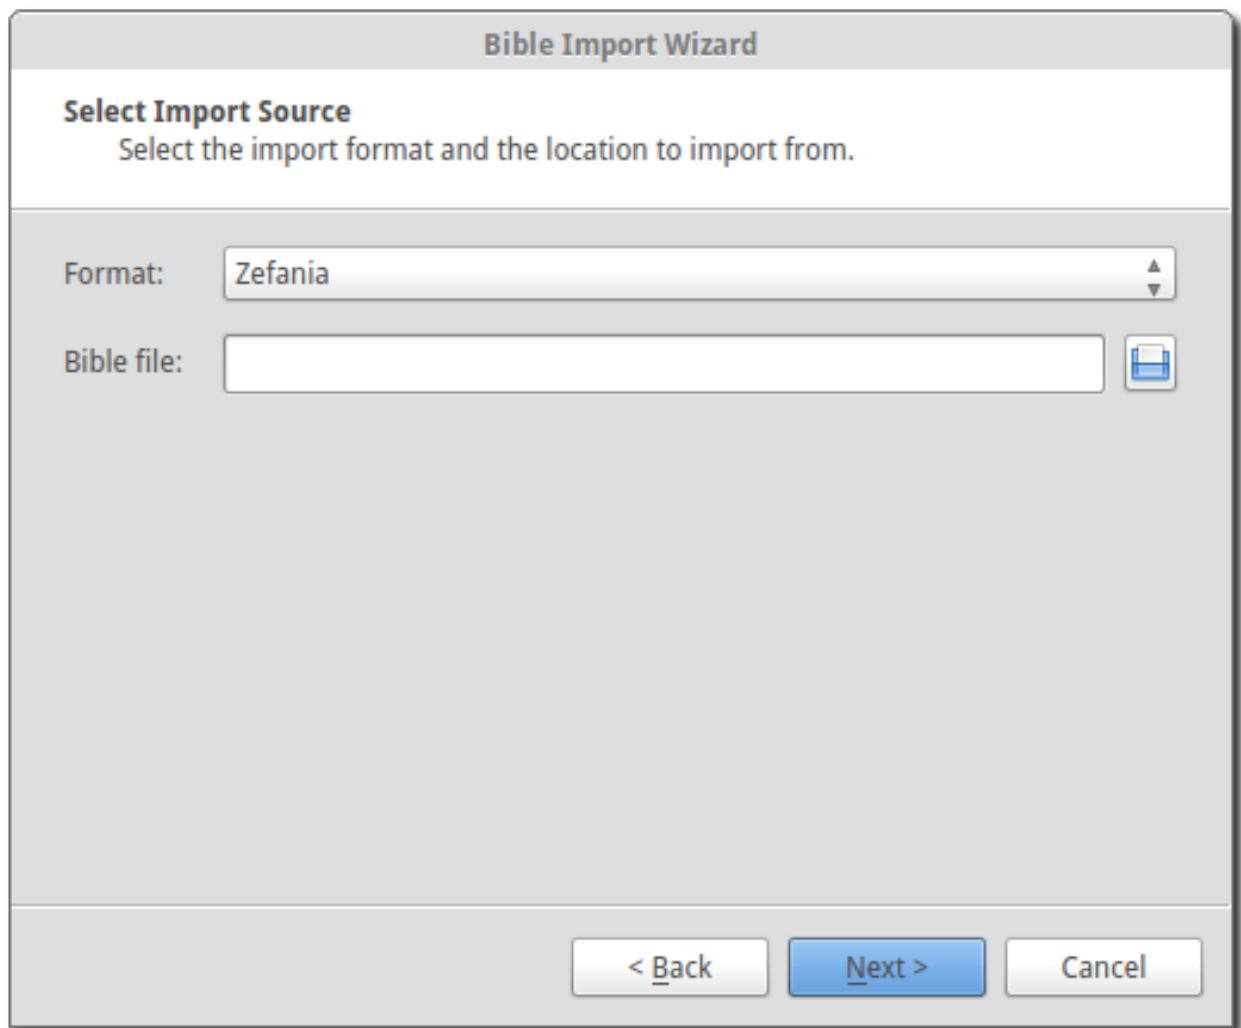 Bible Import Wizard
Select Import Source
Select the import format and the location to import from.
Format: Zefania
Bible file:
< Back Next > Cancel